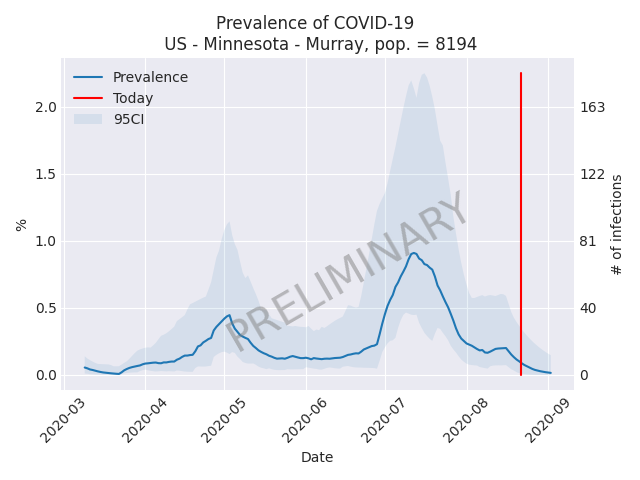 Prevalence of COVID-19
US - Minnesota - Murray, pop. = 8194
Prevalence
Today
95CI
PRELIMINARY
%
2.0
1.5
1.0
0.5
0.0
163
122
81
40
0
# of infections
2020-03
2020-04
2020-05
2020-06
2020-07
2020-08
2020-09
Date